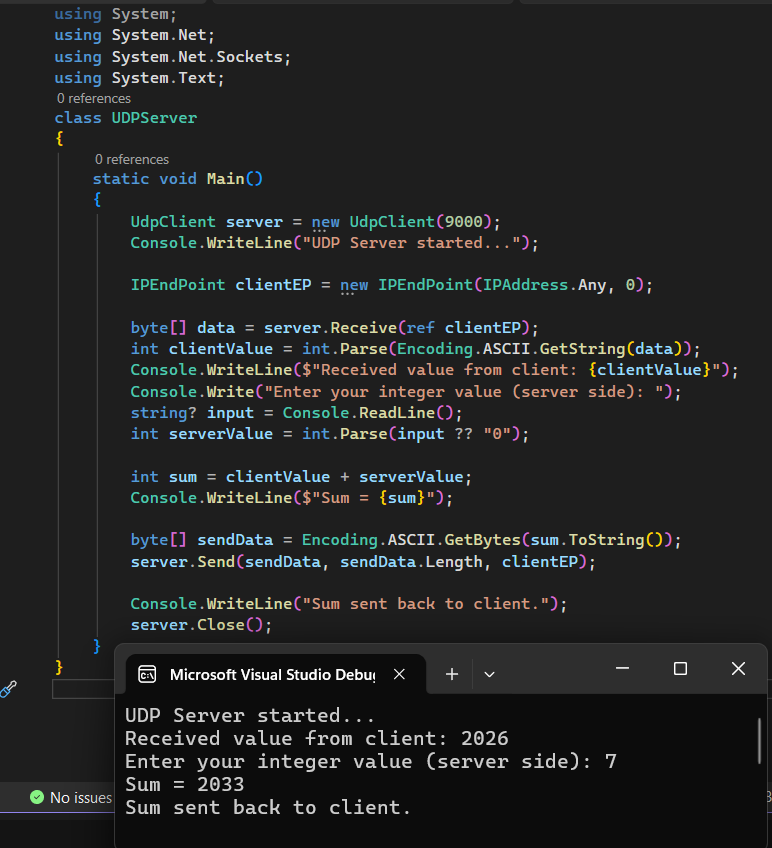 using System;
using System.Net;
using System.Net.Sockets;
using System.Text;
0 references
class UDPServer
{
0 references
static void Main()
{
UdpClient server = new UdpClient(9000);
Console.WriteLine("UDP Server started...");
IPEndPoint clientEP = new IPEndPoint(IPAddress.Any, 0);
byte[] data = server.Receive(ref clientEP);
int clientValue = int.Parse(Encoding.ASCII.GetString(data));
Console.WriteLine($"Received value from client: {clientValue}");
Console.Write("Enter your integer value (server side): ");
string? input = Console.ReadLine();
int serverValue = int.Parse(input ?? "0");
int sum = clientValue + serverValue;
Console.WriteLine($"Sum = {sum}");
byte[] sendData = Encoding.ASCII.GetBytes(sum.ToString());
server.Send(sendData, sendData.Length, clientEP);
Console.WriteLine("Sum sent back to client.");
server.Close();
}
}
Microsoft Visual Studio Debug
UDP Server started...
Received value from client: 2026
Enter your integer value (server side): 7
Sum = 2033
Sum sent back to client.
No issues